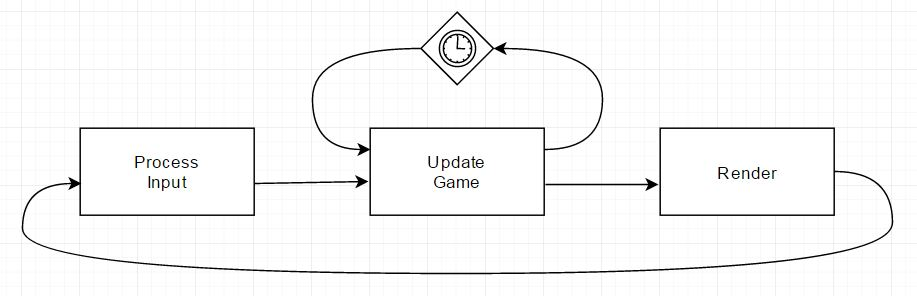 Process
Input
Update
Game
Render